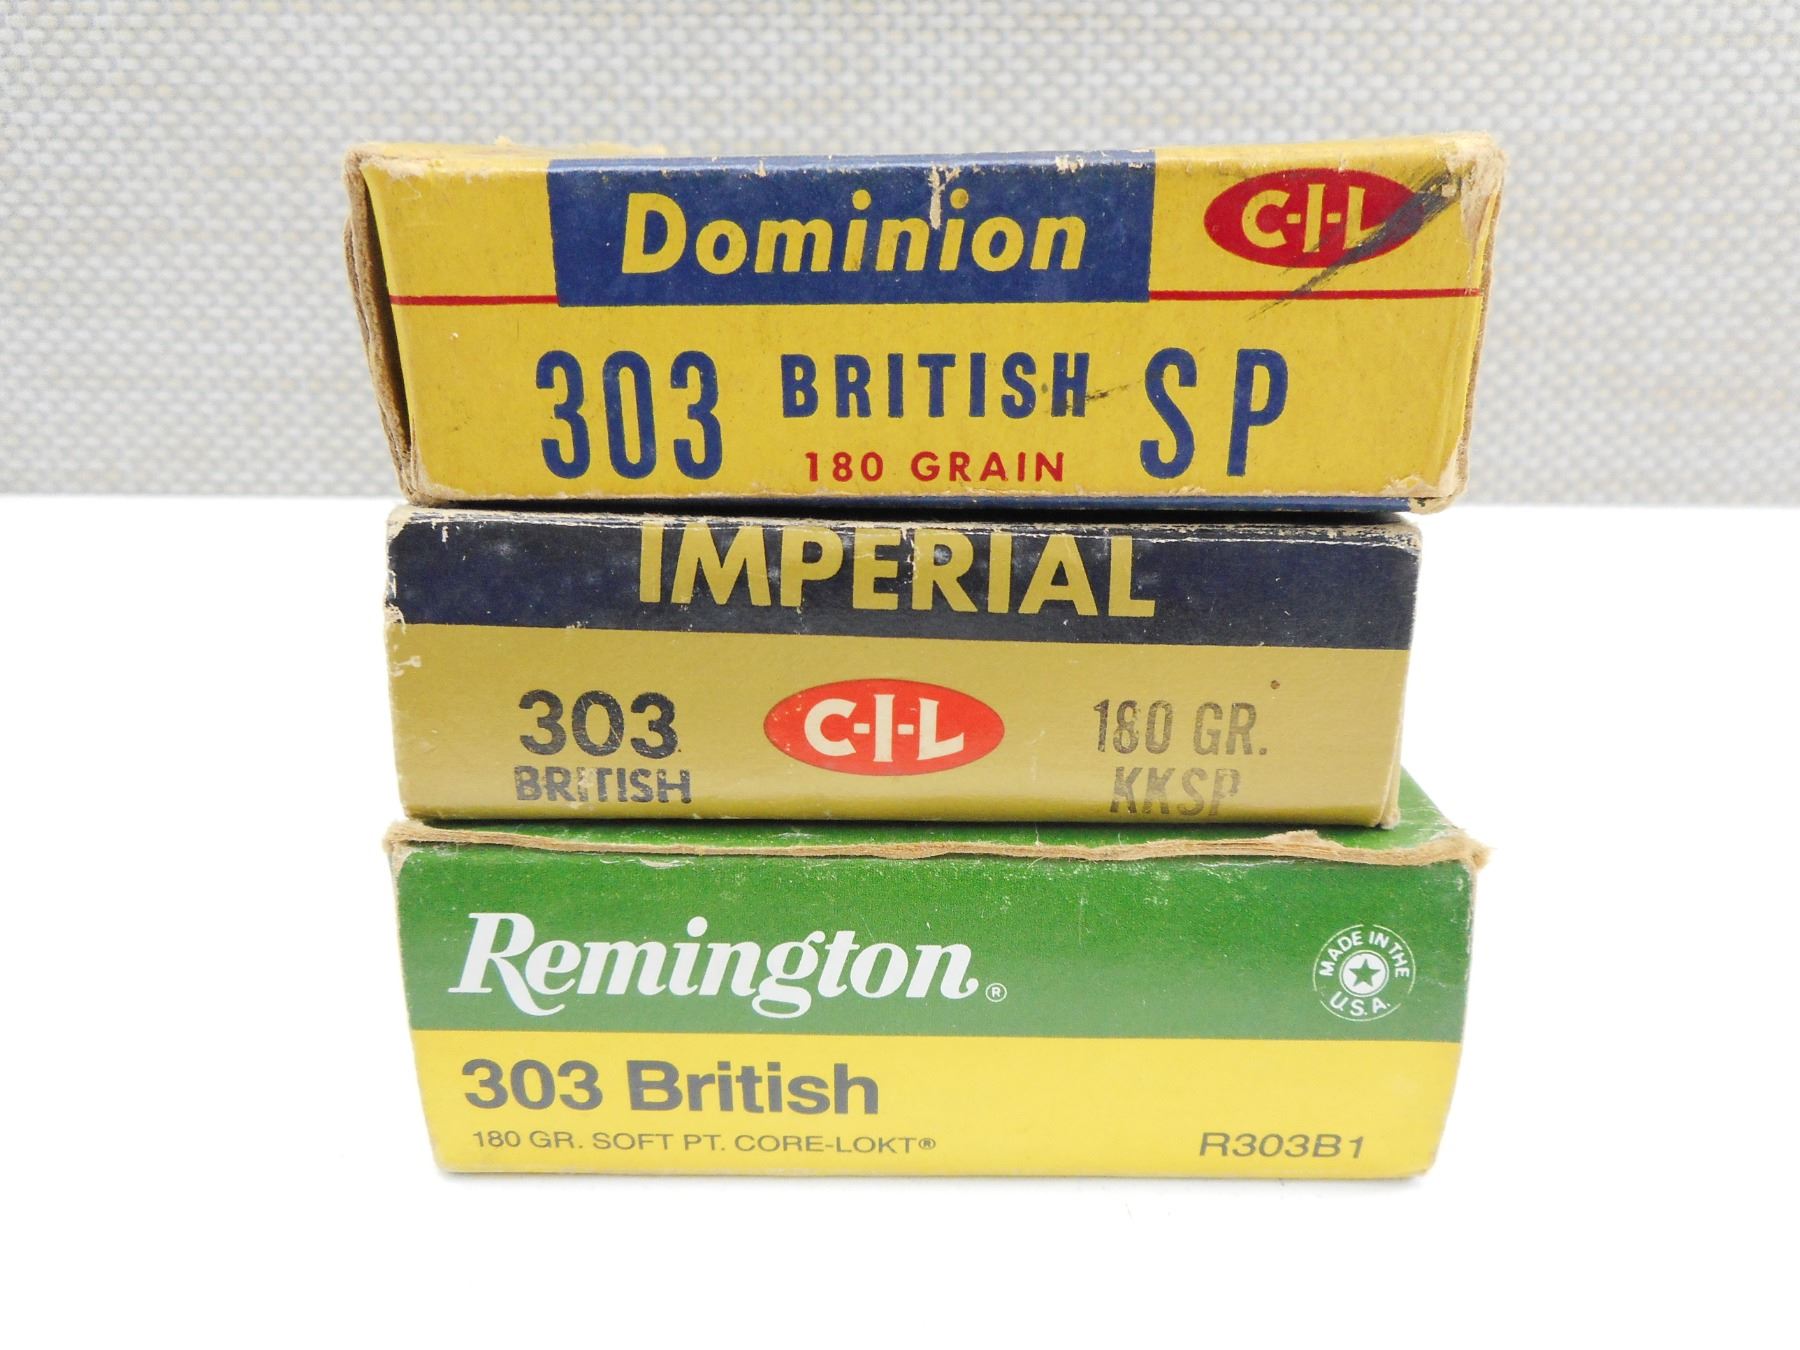 Dominion C-I-L
303 BRITISH SP
180 GRAIN
IMPERIAL
303 C-I-L 180 GR.
BRITISH KKSP
Remington®
MADE IN THE U.S.A.
303 British
180 GR. SOFT PT. CORE-LOKT® R303B1